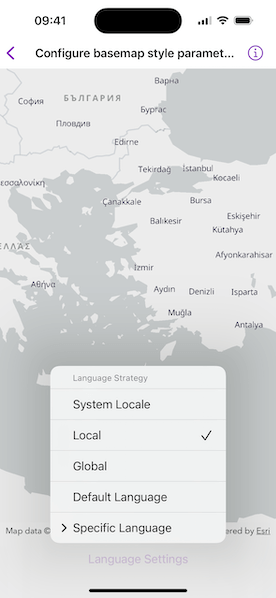 09:41
Configure basemap style paramet...
Варна
София
БЪЛГАРИЯ
Бургас
Пловдив
Edirne
Tekirdağ
İstanbul
Kocaeli
εσσαλονίκη
Çanakkale
Bursa
Balıkesir
Eskişehir
Kütahya
ΕΛΛΑΣ
Afyonkarahisar
İzmir
Αθήνα
Aydın
Denizli
Isparta
Muğla
Antalya
Language Strategy
System Locale
Local
Global
Default Language
Specific Language
Map data ©
ered by Esri
Language Settings